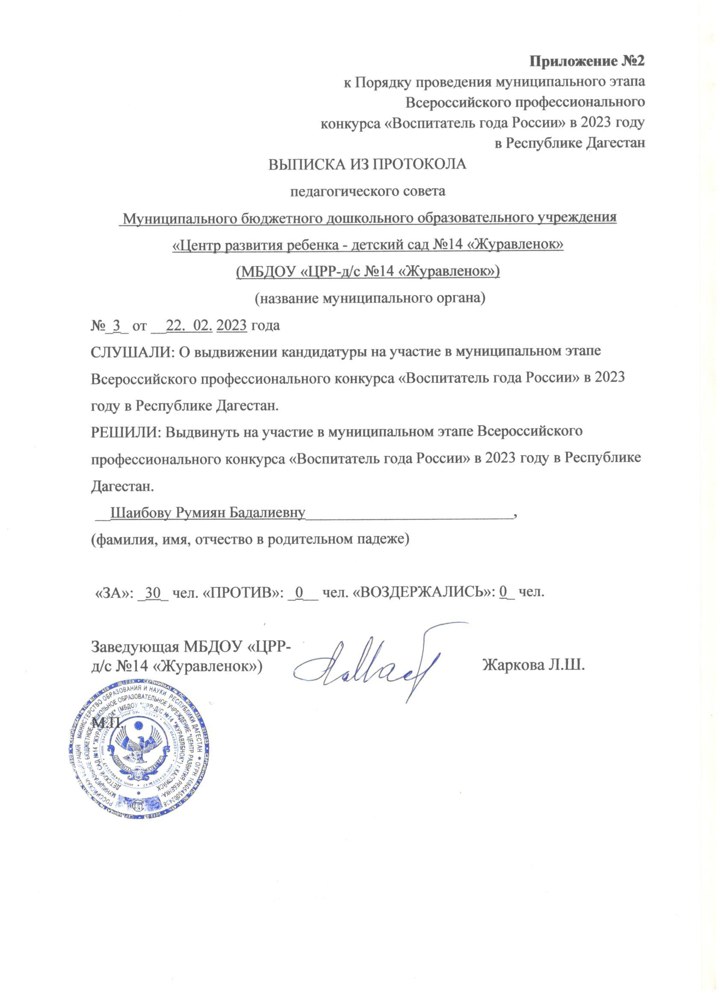 Приложение №2
к Порядку проведения муниципального этапа
Всероссийского профессионального
конкурса «Воспитатель года России» в 2023 году
в Республике Дагестан
ВЫПИСКА ИЗ ПРОТОКОЛА
педагогического совета
Муниципального бюджетного дошкольного образовательного учреждения
«Центр развития ребенка - детский сад №14 «Журавленок»
(МБДОУ «ЦРР-д/с №14 «Журавленок»)
(название муниципального органа)
№_3_ от __22. 02. 2023 года
СЛУШАЛИ: О выдвижении кандидатуры на участие в муниципальном этапе
Всероссийского профессионального конкурса «Воспитатель года России» в 2023
году в Республике Дагестан.
РЕШИЛИ: Выдвинуть на участие в муниципальном этапе Всероссийского
профессионального конкурса «Воспитатель года России» в 2023 году в Республике
Дагестан.
__Шаибову Румиян Бадалиевну___________________________,
(фамилия, имя, отчество в родительном падеже)
«ЗА»: _30_ чел. «ПРОТИВ»: _0__ чел. «ВОЗДЕРЖАЛИСЬ»: 0_ чел.
Заведующая МБДОУ «ЦРР-
д/с №14 «Журавленок»)
Жаркова Л.Ш.
М.П.
РОССИЙСКАЯ ФЕДЕРАЦИЯ МИНИСТЕРСТВО ОБРАЗОВАНИЯ И НАУКИ РЕСПУБЛИКИ ДАГЕСТАН * ОГРН 1080545002438
МУНИЦИПАЛЬНОЕ БЮДЖЕТНОЕ ДОШКОЛЬНОЕ ОБРАЗОВАТЕЛЬНОЕ УЧРЕЖДЕНИЕ "ЦЕНТР РАЗВИТИЯ РЕБЕНКА-
ДЕТСКИЙ САД №14 "ЖУРАВЛЕНОК" (МБДОУ "ЦРР-Д/С №14 "ЖУРАВЛЕНОК") Г.КАСПИЙСК